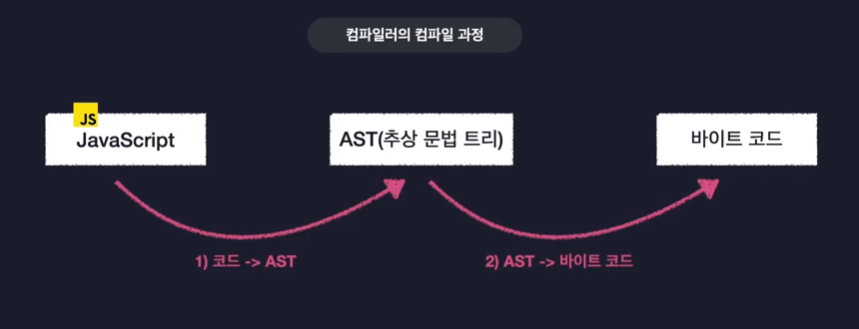 컴파일러의 컴파일 과정
JS
JavaScript
AST(추상 문법 트리)
바이트 코드
1) 코드 -> AST
2) AST -> 바이트 코드